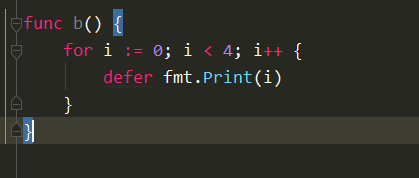 func b() {
    for i := 0; i < 4; i++ {
        defer fmt.Print(i)
    }
}